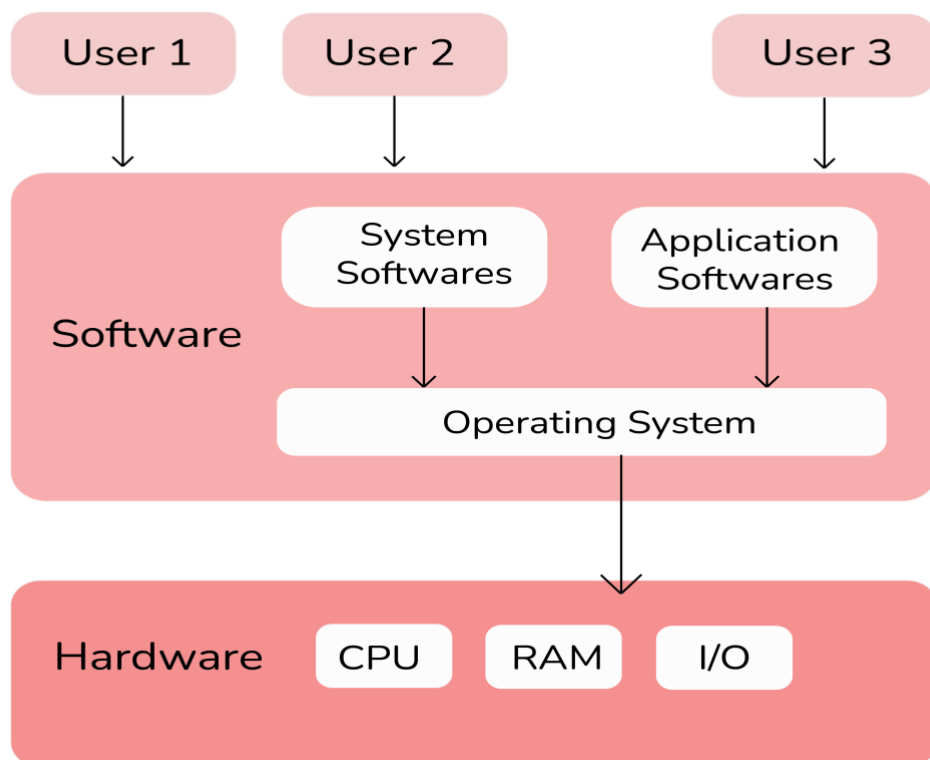 User 1
User 2
User 3
System
Softwares
Application
Softwares
Software
Operating System
Hardware
CPU
RAM
I/O